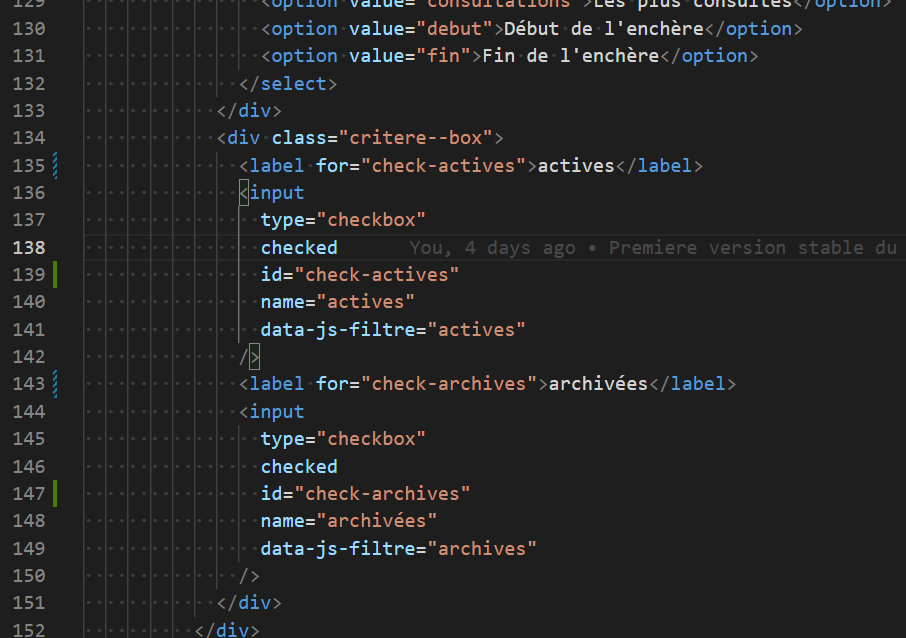 129 <option value="consultations">Les plus consultés</option>
130 <option value="debut">Début de l'enchère</option>
131 <option value="fin">Fin de l'enchère</option>
132 </select>
133 </div>
134 <div class="critere--box">
135 <label for="check-actives">actives</label>
136 <input
137 type="checkbox"
138 checked You, 4 days ago • Premiere version stable du
139 id="check-actives"
140 name="actives"
141 data-js-filtre="actives"
142 />
143 <label for="check-archives">archivées</label>
144 <input
145 type="checkbox"
146 checked
147 id="check-archives"
148 name="archivées"
149 data-js-filtre="archives"
150 />
151 </div>
152 </div>